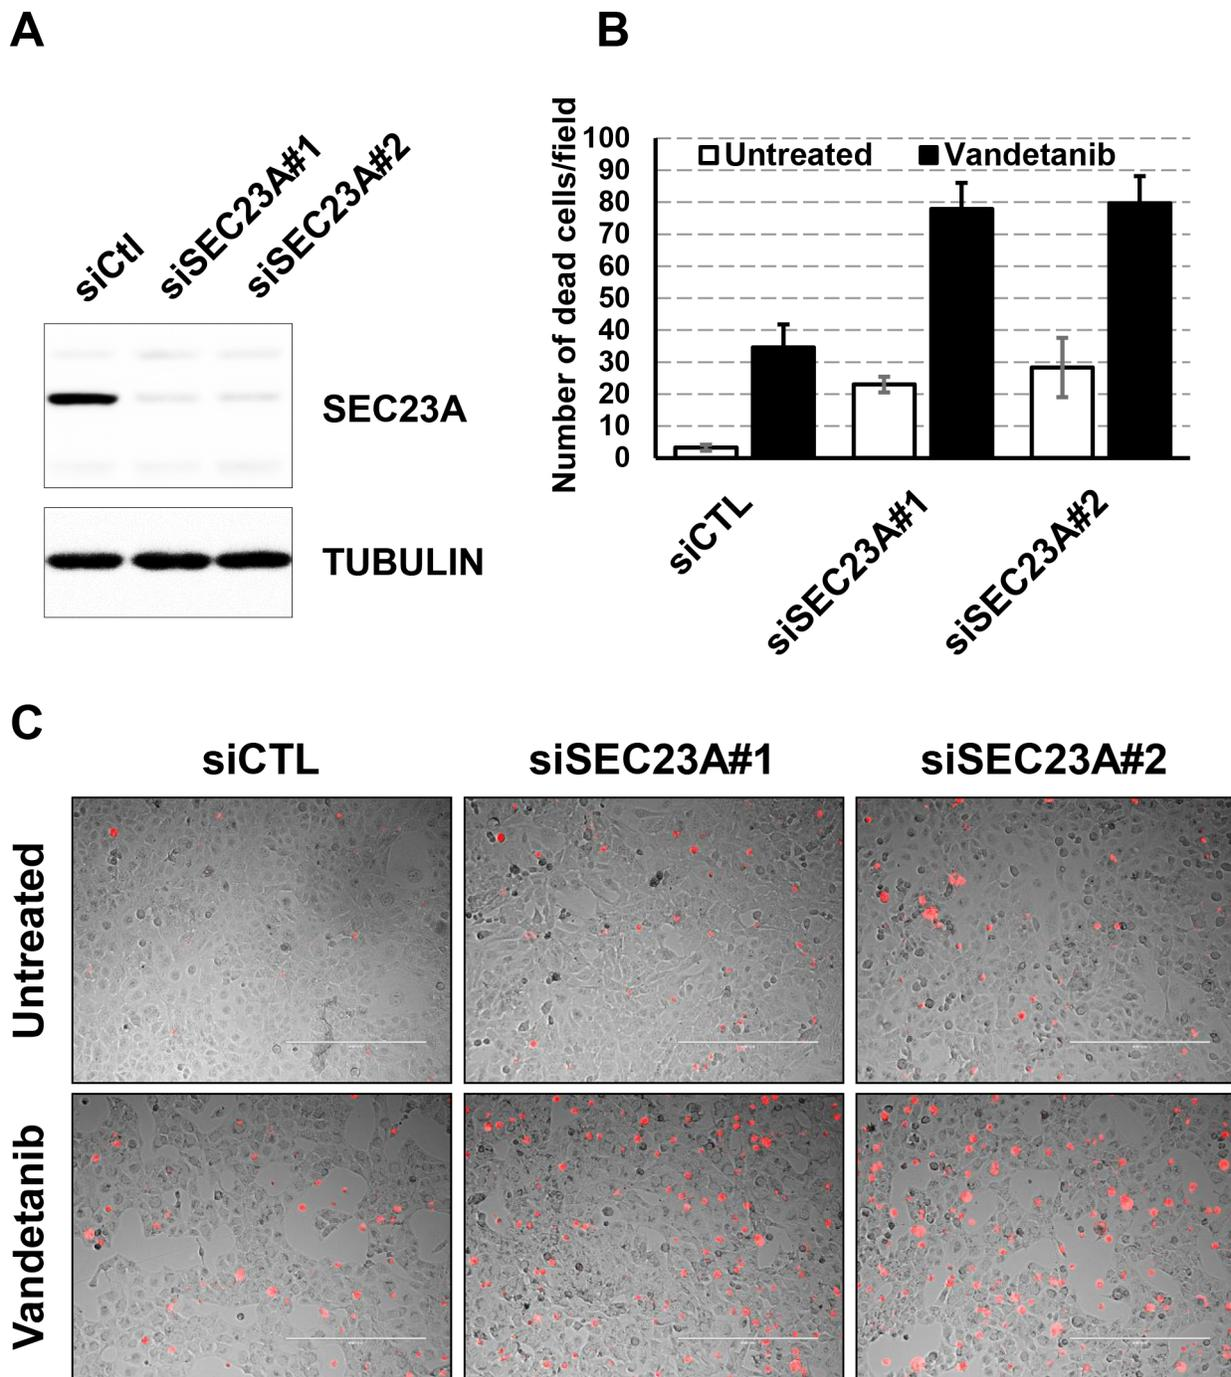 A
siCtl
siSEC23A#1
siSEC23A#2
SEC23A
TUBULIN
B
Number of dead cells/field
Untreated
Vandetanib
100
90
80
70
60
50
40
30
20
10
0
siCTL
siSEC23A#1
siSEC23A#2
C
siCTL
siSEC23A#1
siSEC23A#2
Untreated
Vandetanib